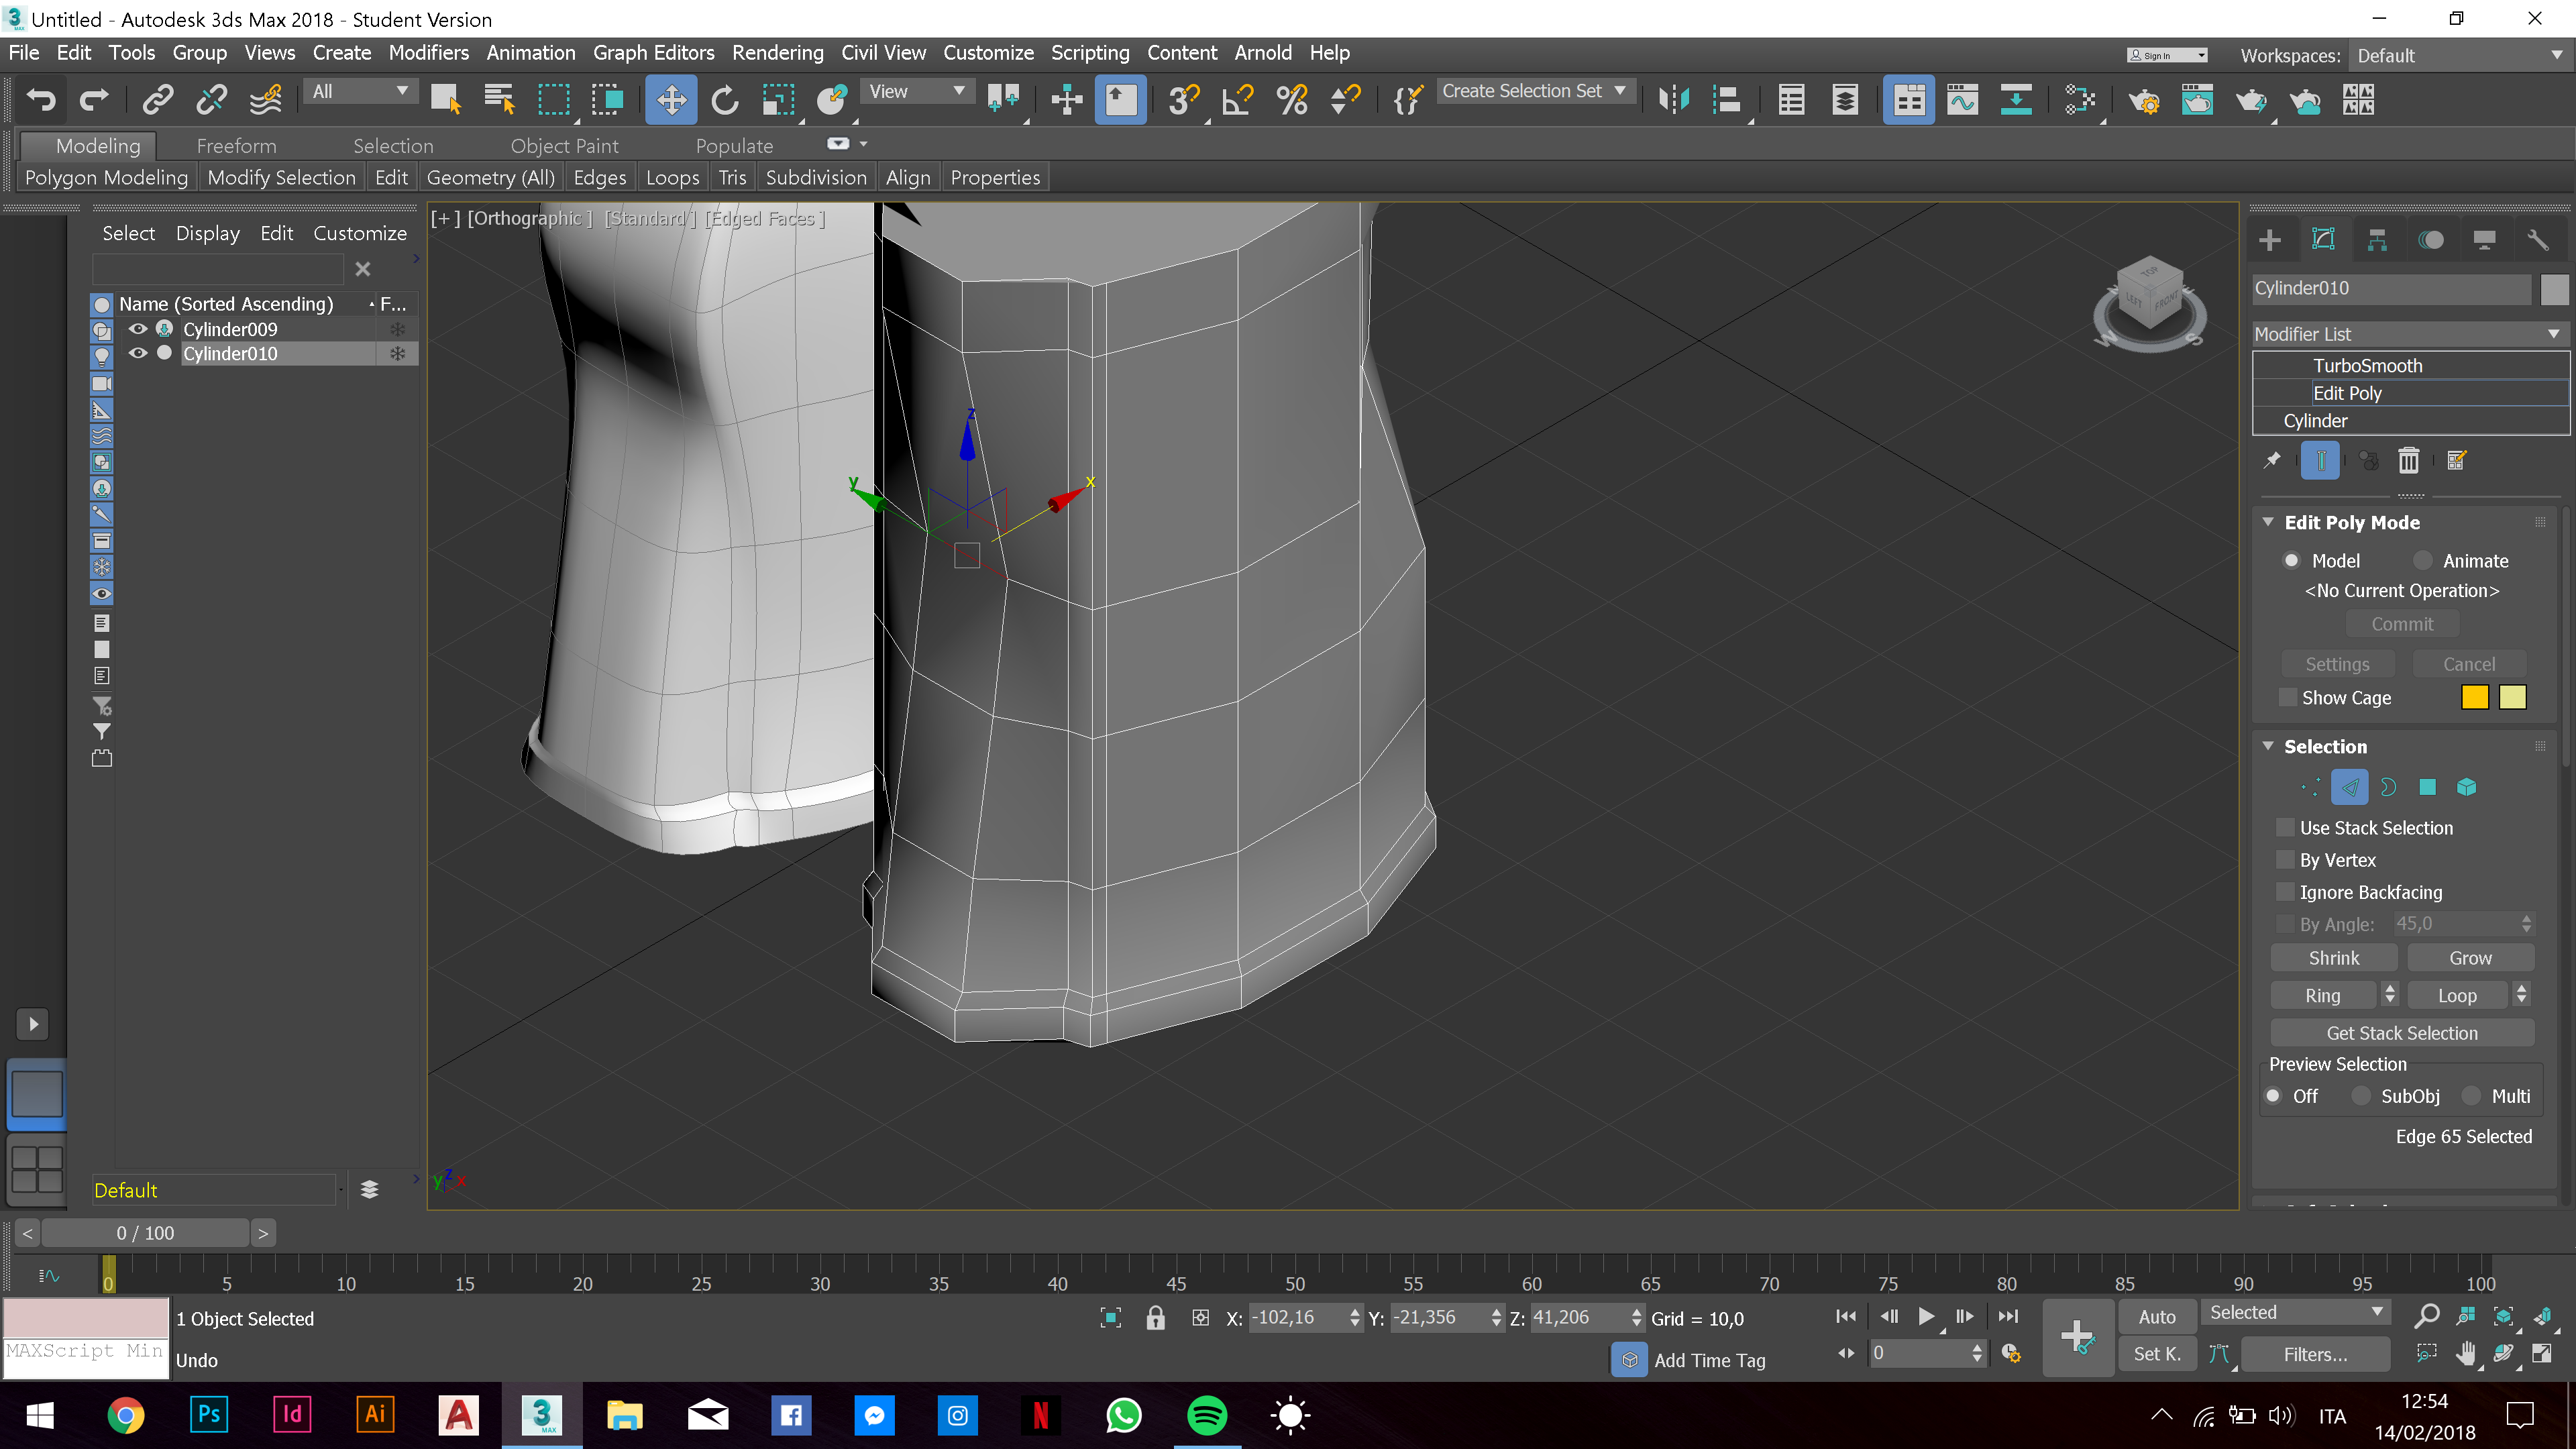 Untitled - Autodesk 3ds Max 2018 - Student Version
File Edit Tools Group Views Create Modifiers Animation Graph Editors Rendering Civil View Customize Scripting Content Arnold Help
Sign In
Workspaces: Default
All
View
Create Selection Set
Modeling Freeform Selection Object Paint Populate
Polygon Modeling Modify Selection Edit Geometry (All) Edges Loops Tris Subdivision Align Properties
Select Display Edit Customize
Name (Sorted Ascending) F...
Cylinder009
Cylinder010
Default
[+] [Orthographic] [Standard] [Edged Faces]
z
y
x
TOP
LEFT
FRONT
W
S
y z x
Cylinder010
Modifier List
TurboSmooth
Edit Poly
Cylinder
Edit Poly Mode
Model Animate
<No Current Operation>
Commit
Settings Cancel
Show Cage
Selection
Use Stack Selection
By Vertex
Ignore Backfacing
By Angle: 45,0
Shrink Grow
Ring Loop
Get Stack Selection
Preview Selection
Off SubObj Multi
Edge 65 Selected
< 0 / 100 >
0 5 10 15 20 25 30 35 40 45 50 55 60 65 70 75 80 85 90 95 100
1 Object Selected
X: -102,16 Y: -21,356 Z: 41,206 Grid = 10,0
Auto Selected
MAXScript Min
Undo
Add Time Tag
0
Set K. Filters...
Ps Id Ai A 3 MAX N
ITA
12:54
14/02/2018